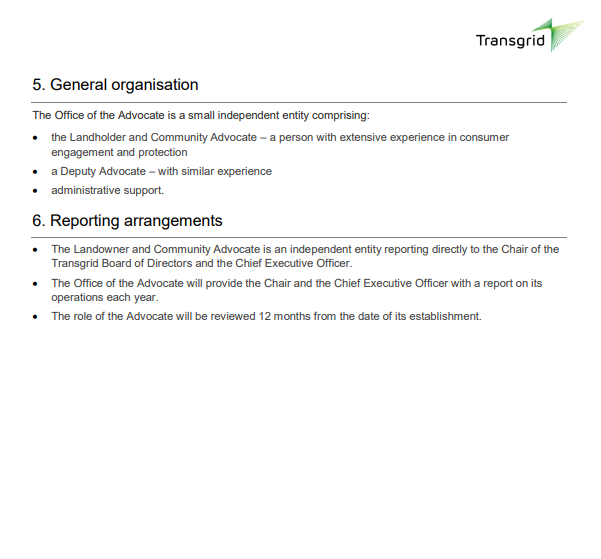 Transgrid
5. General organisation
The Office of the Advocate is a small independent entity comprising:
• the Landholder and Community Advocate – a person with extensive experience in consumer
engagement and protection
• a Deputy Advocate – with similar experience
• administrative support.
6. Reporting arrangements
• The Landowner and Community Advocate is an independent entity reporting directly to the Chair of the
Transgrid Board of Directors and the Chief Executive Officer.
• The Office of the Advocate will provide the Chair and the Chief Executive Officer with a report on its
operations each year.
• The role of the Advocate will be reviewed 12 months from the date of its establishment.